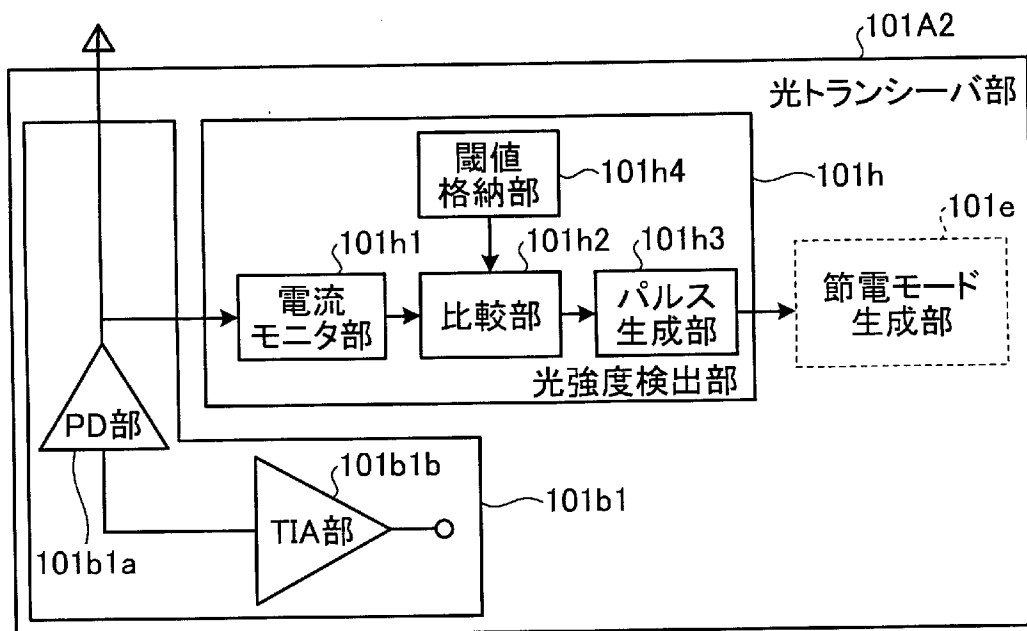 101A2
光トランシーバ部
閾値
格納部
101h4
101h
101h1
101h2
101h3
101e
電流
モニタ部
比較部
パルス
生成部
節電モード
生成部
光強度検出部
PD部
101b1b
101b1
TIA部
101b1a